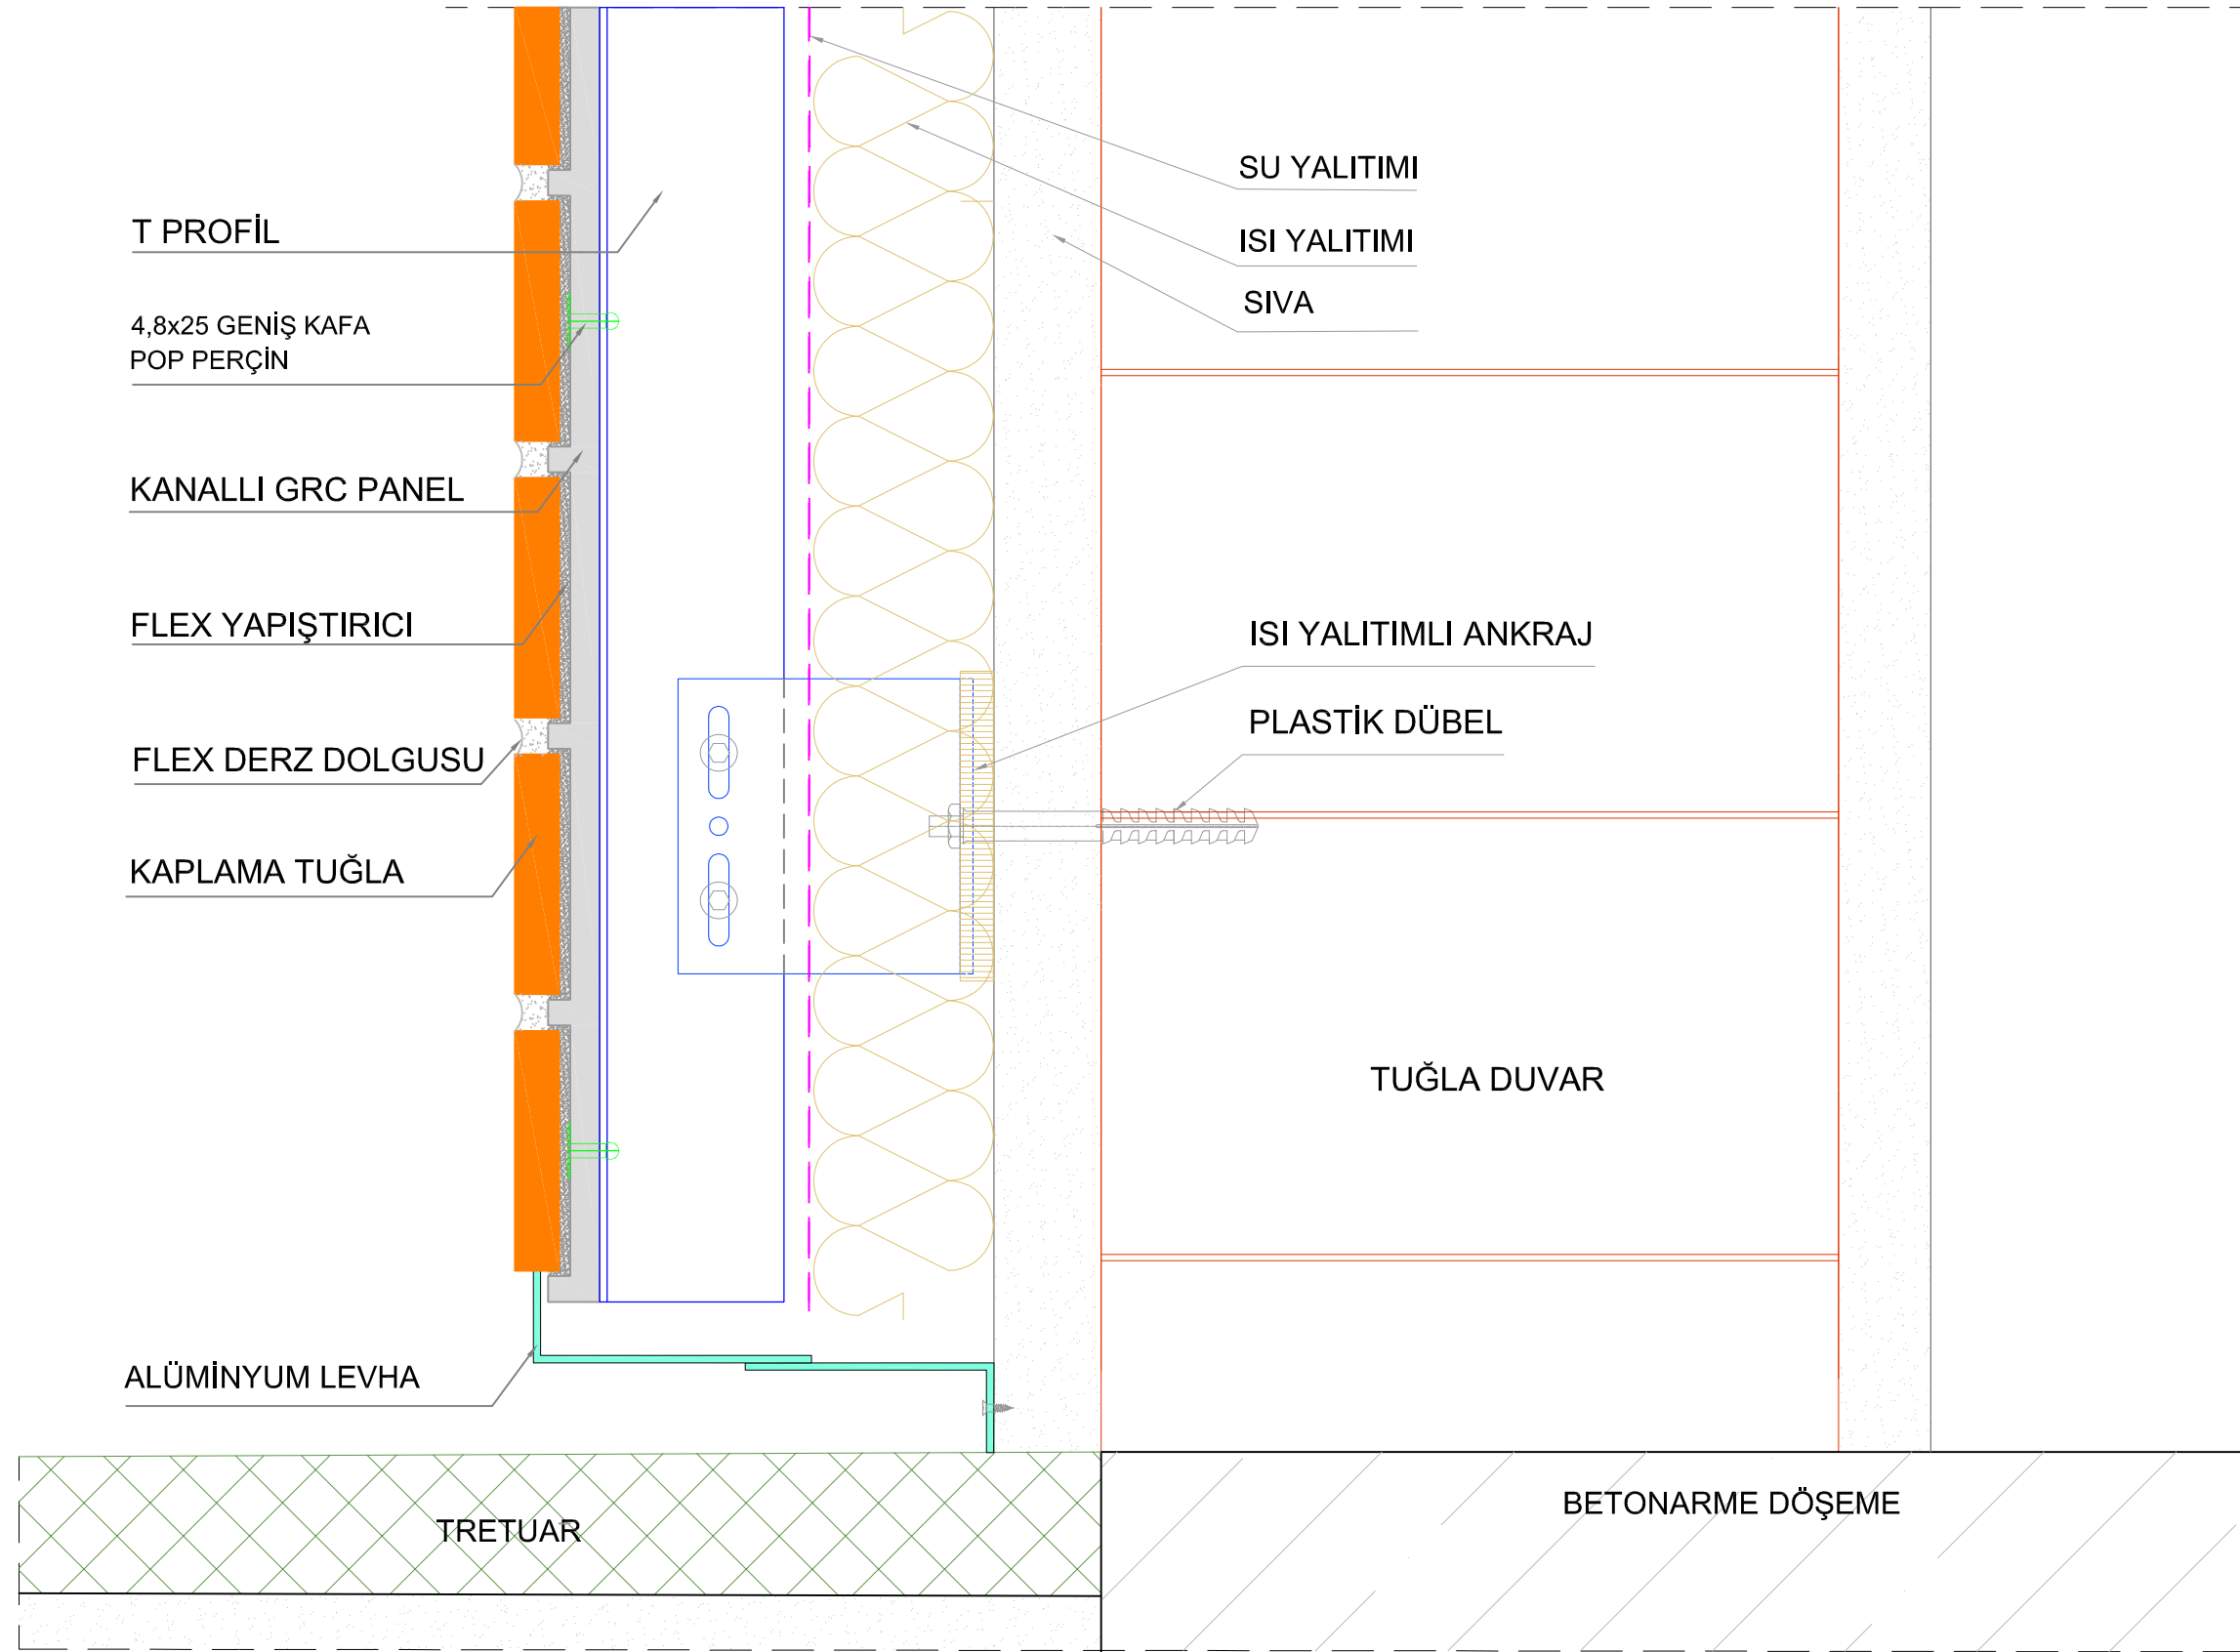 SU YALITIMI
T PROFİL
ISI YALITIMI
SIVA
4,8x25 GENİŞ KAFA
POP PERÇİN
KANALLI GRC PANEL
FLEX YAPIŞTIRICI
ISI YALITIMLI ANKRAJ
PLASTİK DÜBEL
FLEX DERZ DOLGUSU
KAPLAMA TUĞLA
TUĞLA DUVAR
ALÜMİNYUM LEVHA
BETONARME DÖŞEME
TRETUAR